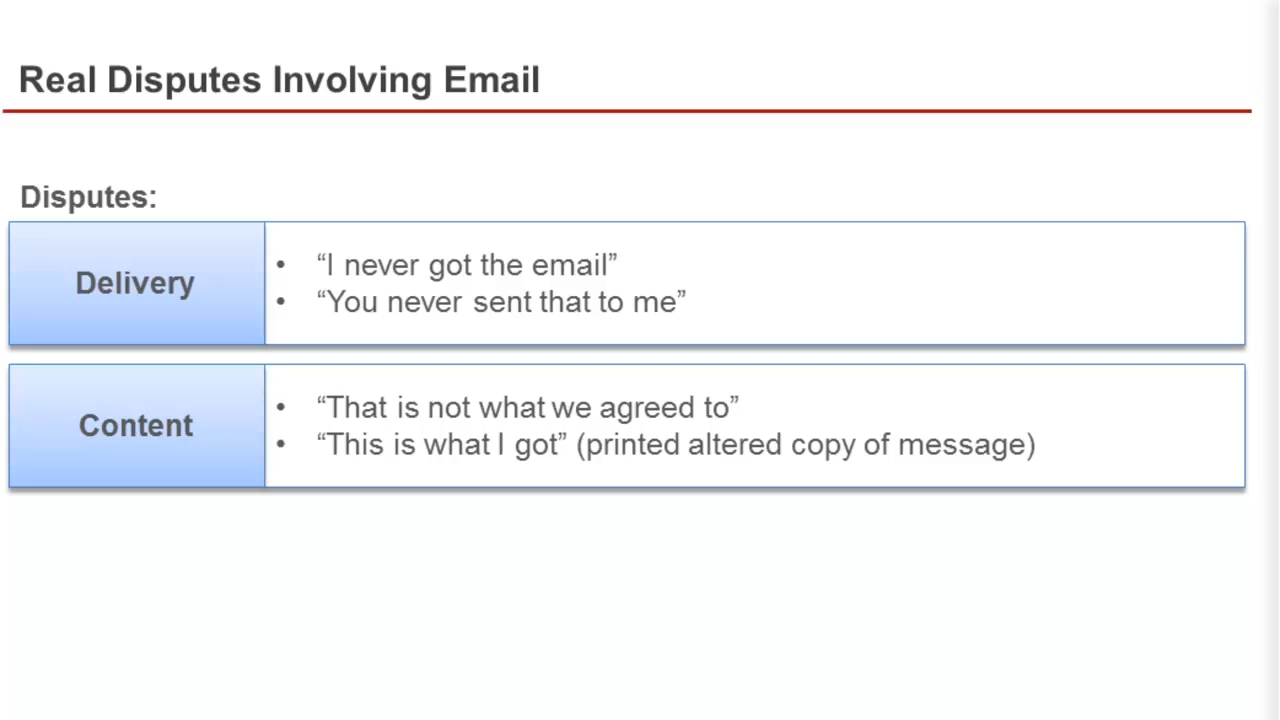 Real Disputes Involving Email
Disputes:
Delivery
• “I never got the email”
• “You never sent that to me”
Content
• “That is not what we agreed to”
• “This is what I got” (printed altered copy of message)